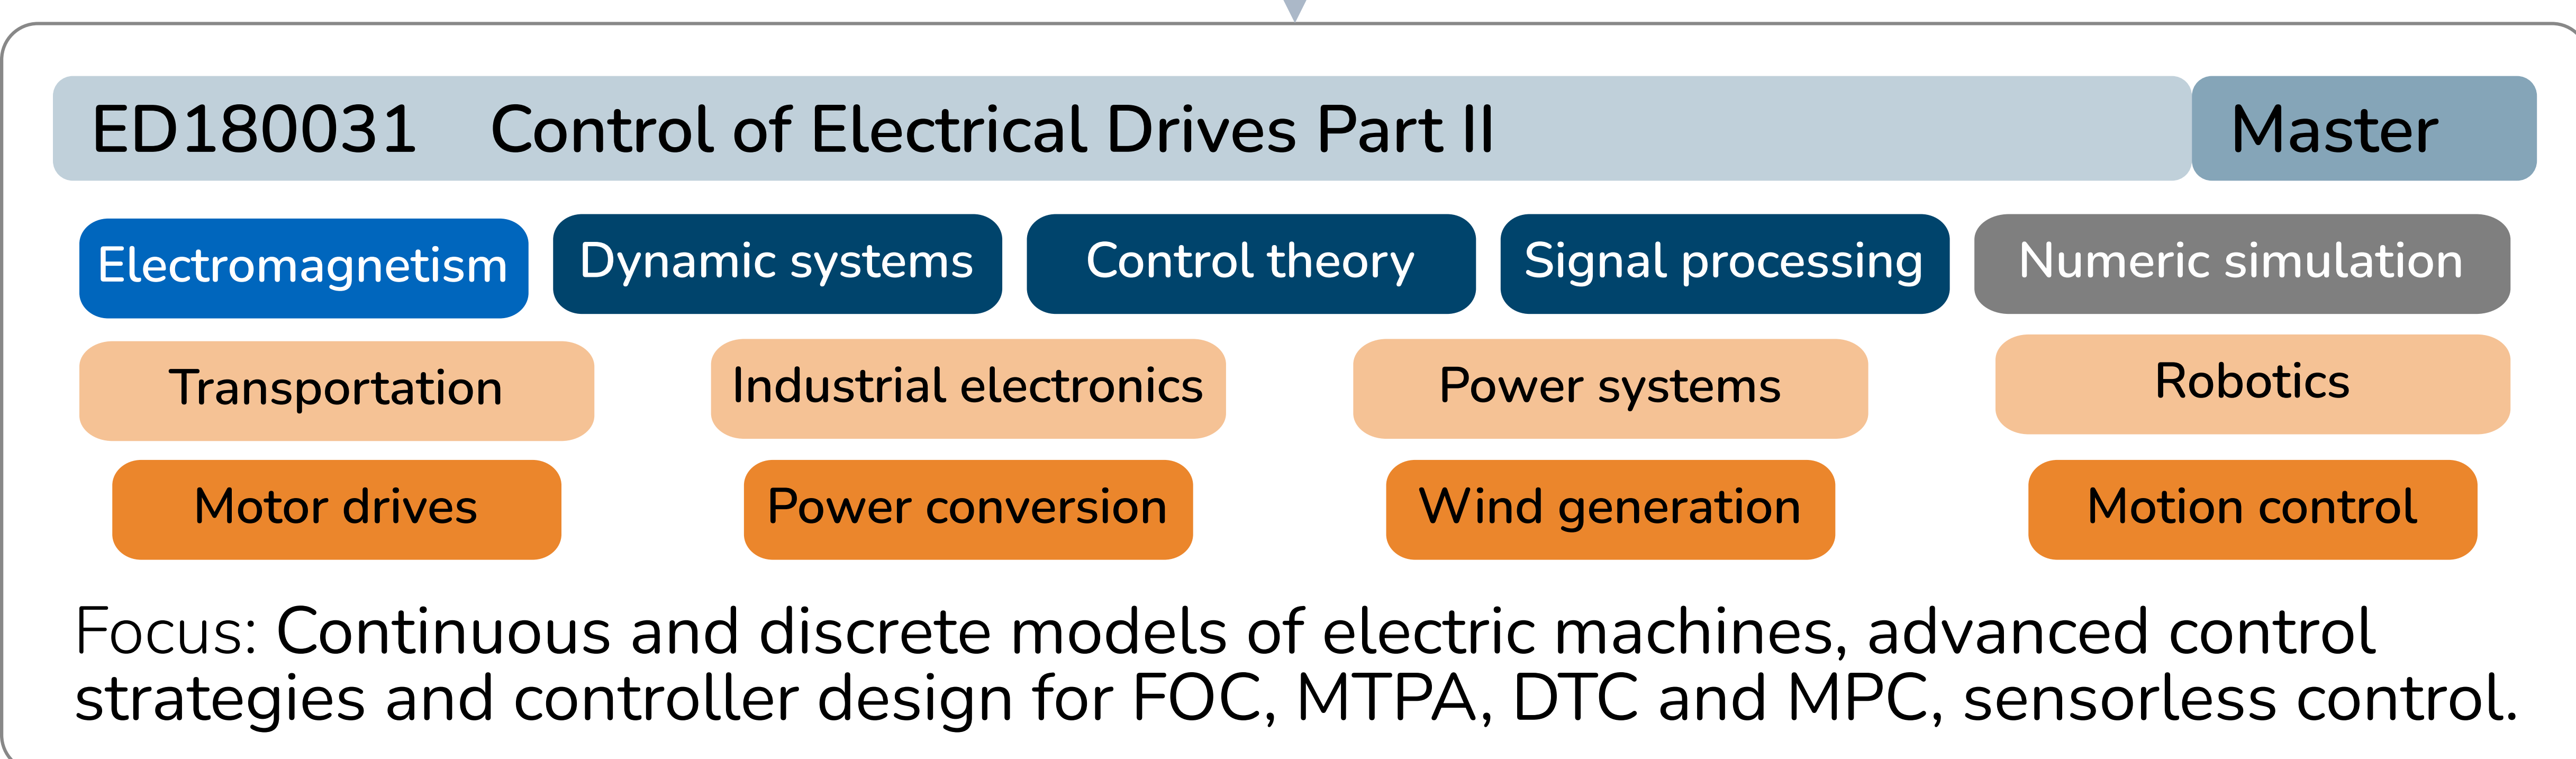 ED180031 Control of Electrical Drives Part II Master
Electromagnetism Dynamic systems Control theory Signal processing Numeric simulation
Transportation Industrial electronics Power systems Robotics
Motor drives Power conversion Wind generation Motion control
Focus: Continuous and discrete models of electric machines, advanced control
strategies and controller design for FOC, MTPA, DTC and MPC, sensorless control.